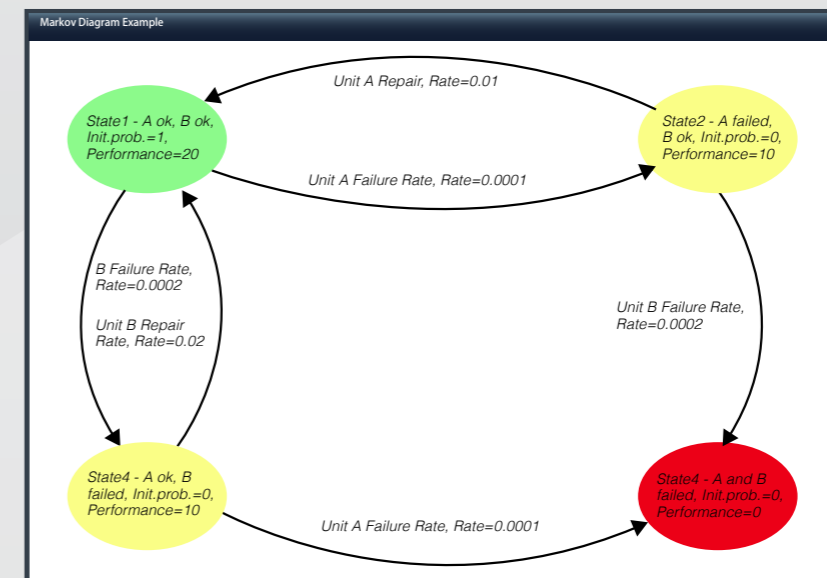 Markov Diagram Example
Unit A Repair, Rate=0.01
State1 - A ok, B ok,
Init.prob.=1,
Performance=20
State2 - A failed,
B ok, Init.prob.=0,
Performance=10
Unit A Failure Rate, Rate=0.0001
B Failure Rate,
Rate=0.0002
Unit B Repair
Rate, Rate=0.02
Unit B Failure Rate,
Rate=0.0002
State4 - A ok, B
failed, Init.prob.=0,
Performance=10
State4 - A and B
failed, Init.prob.=0,
Performance=0
Unit A Failure Rate, Rate=0.0001